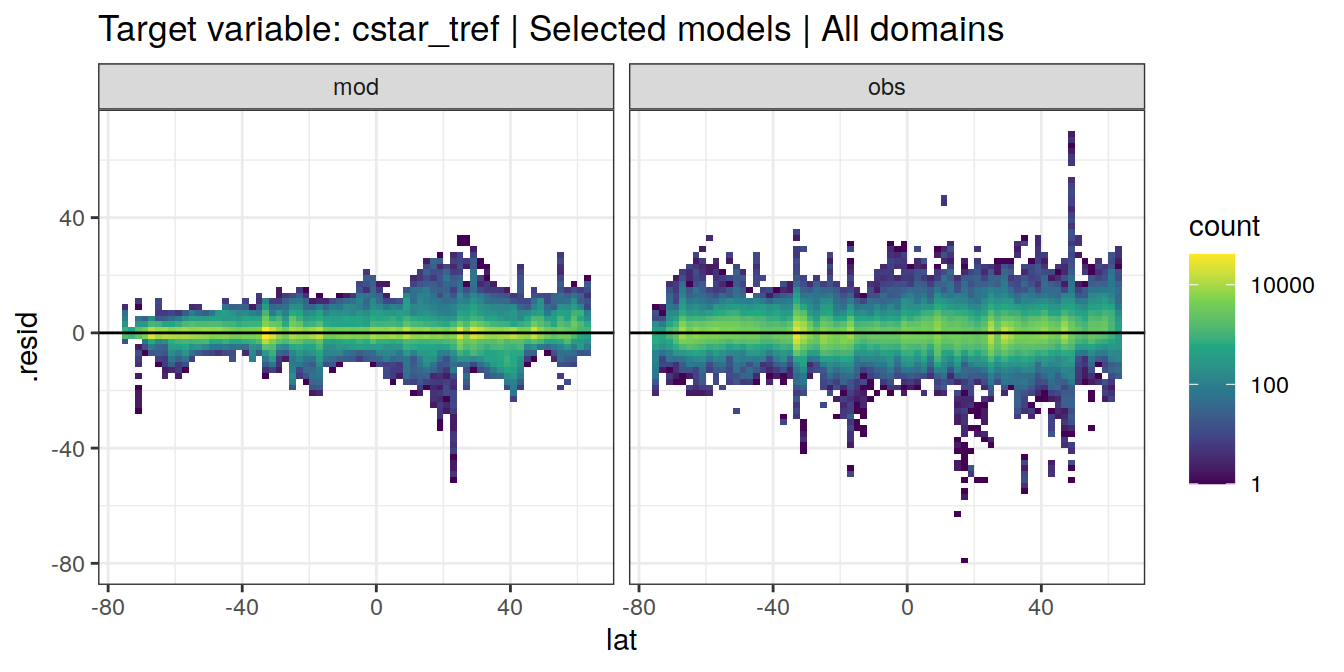 Target variable: cstar_tref | Selected models | All domains
mod
obs
.resid
40
0
-40
-80
-80
-40
0
40
-80
-40
0
40
lat
count
10000
100
1